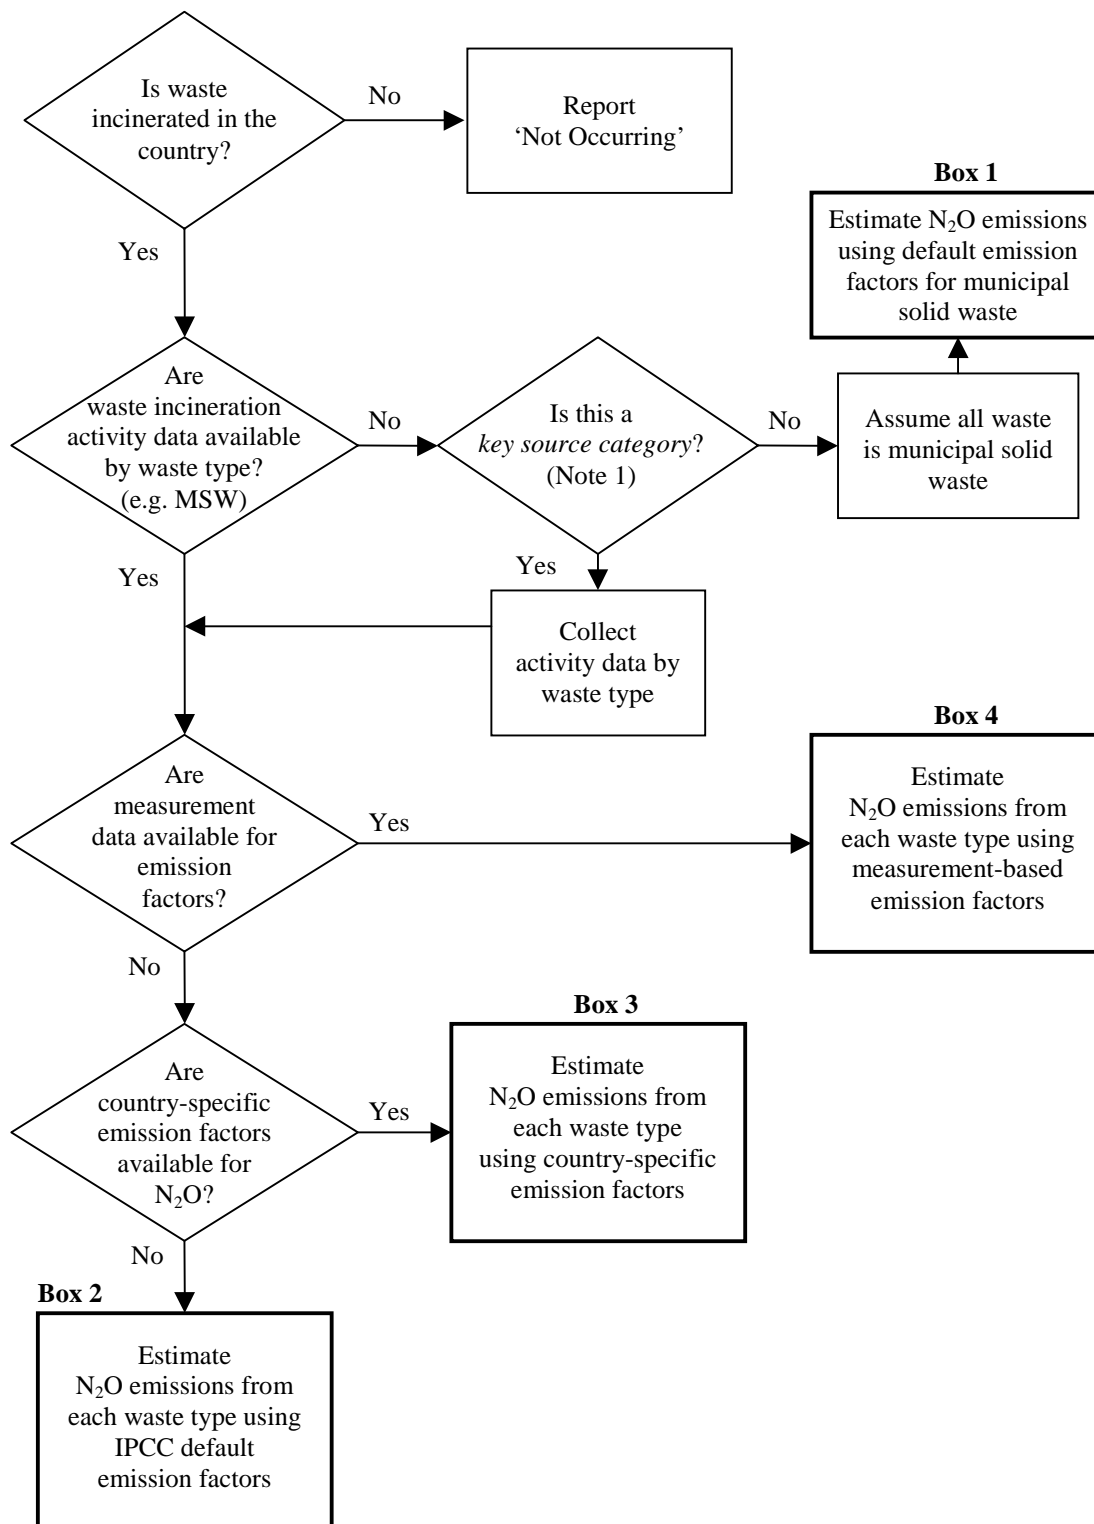 Is waste
incinerated in the
country?
No
Report
‘Not Occurring’
Yes
Box 1
Estimate N₂O emissions
using default emission
factors for municipal
solid waste
Are
waste incineration
activity data available
by waste type?
(e.g. MSW)
No
Is this a
key source category?
(Note 1)
No
Assume all waste
is municipal solid
waste
Yes
Yes
Collect
activity data by
waste type
Box 4
Are
measurement
data available for
emission
factors?
Yes
Estimate
N₂O emissions from
each waste type using
measurement-based
emission factors
No
Box 3
Are
country-specific
emission factors
available for
N₂O?
Yes
Estimate
N₂O emissions from
each waste type
using country-specific
emission factors
No
Box 2
Estimate
N₂O emissions from
each waste type using
IPCC default
emission factors